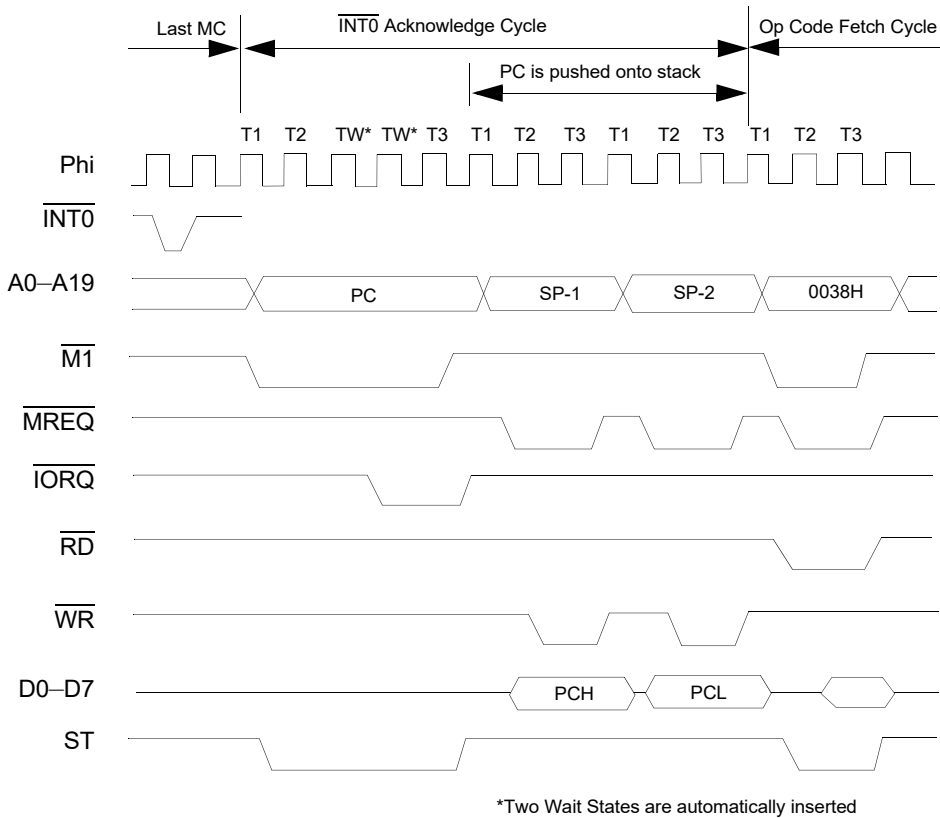 Last MC INT0 Acknowledge Cycle Op Code Fetch Cycle
PC is pushed onto stack
T1 T2 TW* TW* T3 T1 T2 T3 T1 T2 T3 T1 T2 T3
Phi
INT0
A0–A19 PC SP-1 SP-2 0038H
M1
MREQ
IORQ
RD
WR
D0–D7 PCH PCL
ST
*Two Wait States are automatically inserted